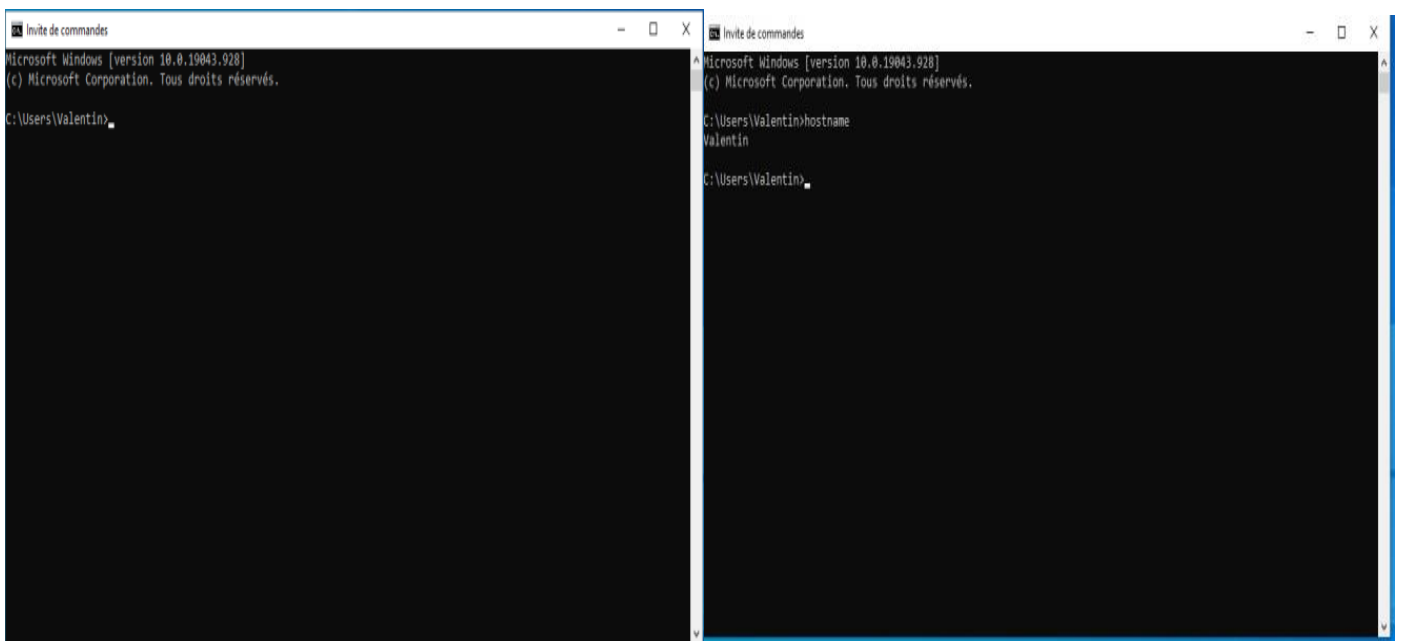 Invite de commandes
Microsoft Windows [version 10.0.19043.928]
(c) Microsoft Corporation. Tous droits réservés.
C:\Users\Valentin>
Invite de commandes
Microsoft Windows [version 10.0.19043.928]
(c) Microsoft Corporation. Tous droits réservés.
C:\Users\Valentin>hostname
Valentin
C:\Users\Valentin>